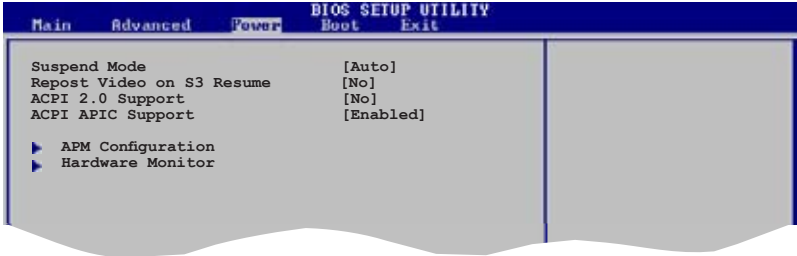 BIOS SETUP UTILITY
Main Advanced Power Boot Exit
Suspend Mode [Auto]
Repost Video on S3 Resume [No]
ACPI 2.0 Support [No]
ACPI APIC Support [Enabled]
APM Configuration
Hardware Monitor